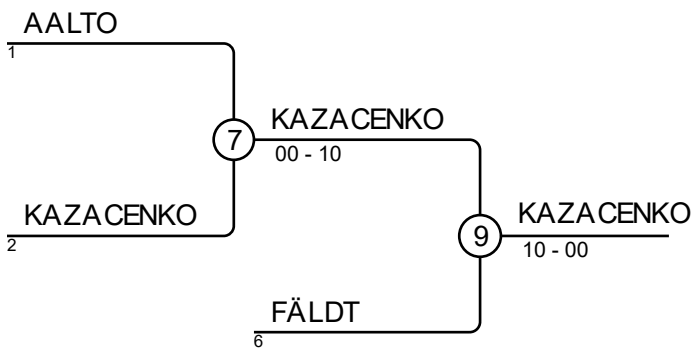 AALTO
1
7
KAZACENKO
00 - 10
KAZACENKO
2
9
KAZACENKO
10 - 00
FÄLDT
6